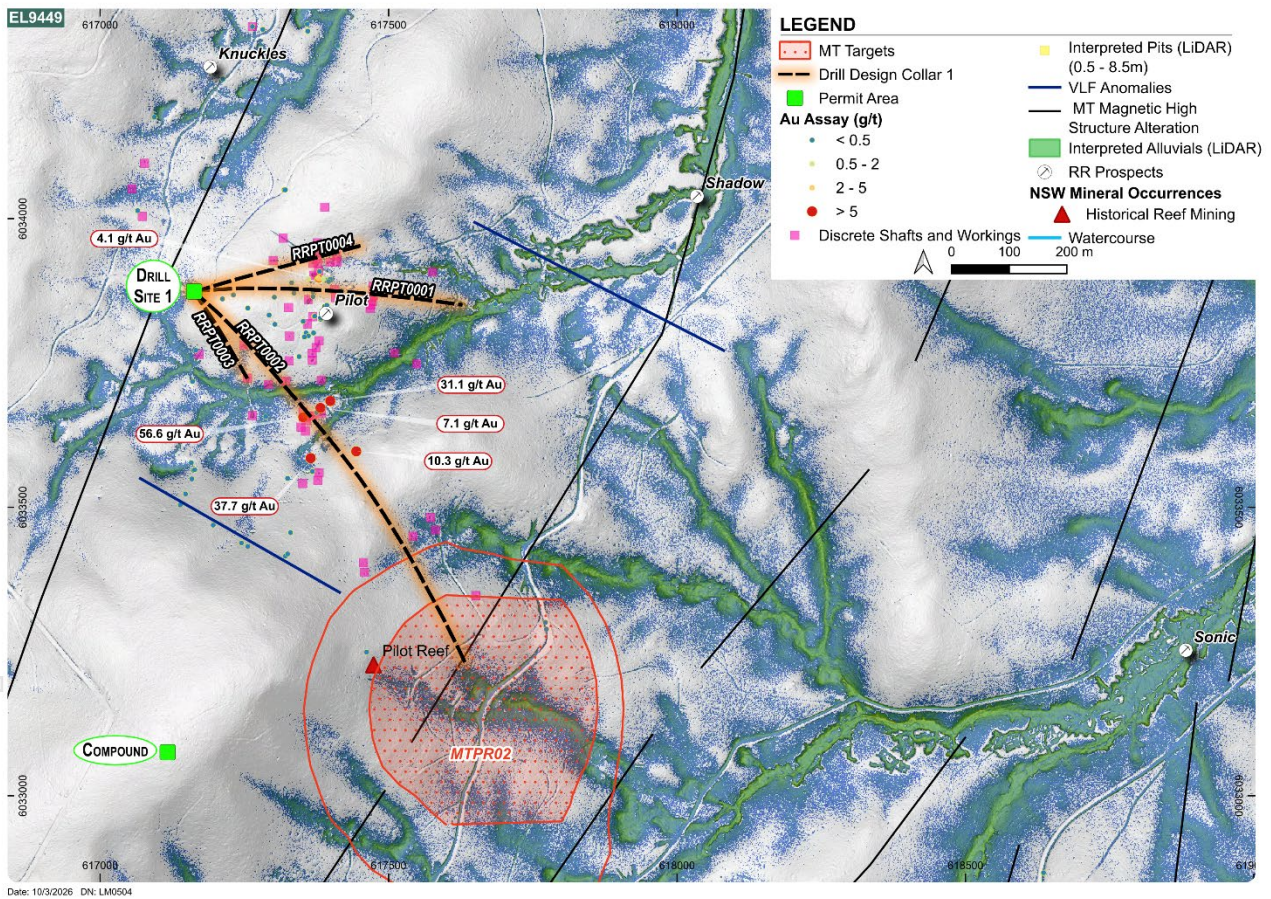 EL9449
617000
617500
618000
LEGEND
MT Targets
Drill Design Collar 1
Permit Area
Au Assay (g/t)
< 0.5
0.5 - 2
2 - 5
> 5
Discrete Shafts and Workings
Interpreted Pits (LiDAR)
(0.5 - 8.5m)
VLF Anomalies
MT Magnetic High
Structure Alteration
Interpreted Alluvials (LiDAR)
RR Prospects
NSW Mineral Occurrences
Historical Reef Mining
Watercourse
0 100 200 m
Knuckles
Shadow
6034000
4.1 g/t Au
RRPT0004
DRILL
SITE 1
RRPT0001
Pilot
RRPT0002
RRPT0003
31.1 g/t Au
7.1 g/t Au
56.6 g/t Au
10.3 g/t Au
37.7 g/t Au
6033500
6033500
Sonic
Pilot Reef
COMPOUND
MTPR02
6033000
6033000
617000
617500
618000
618500
619
Date: 10/3/2026 DN: LM0504